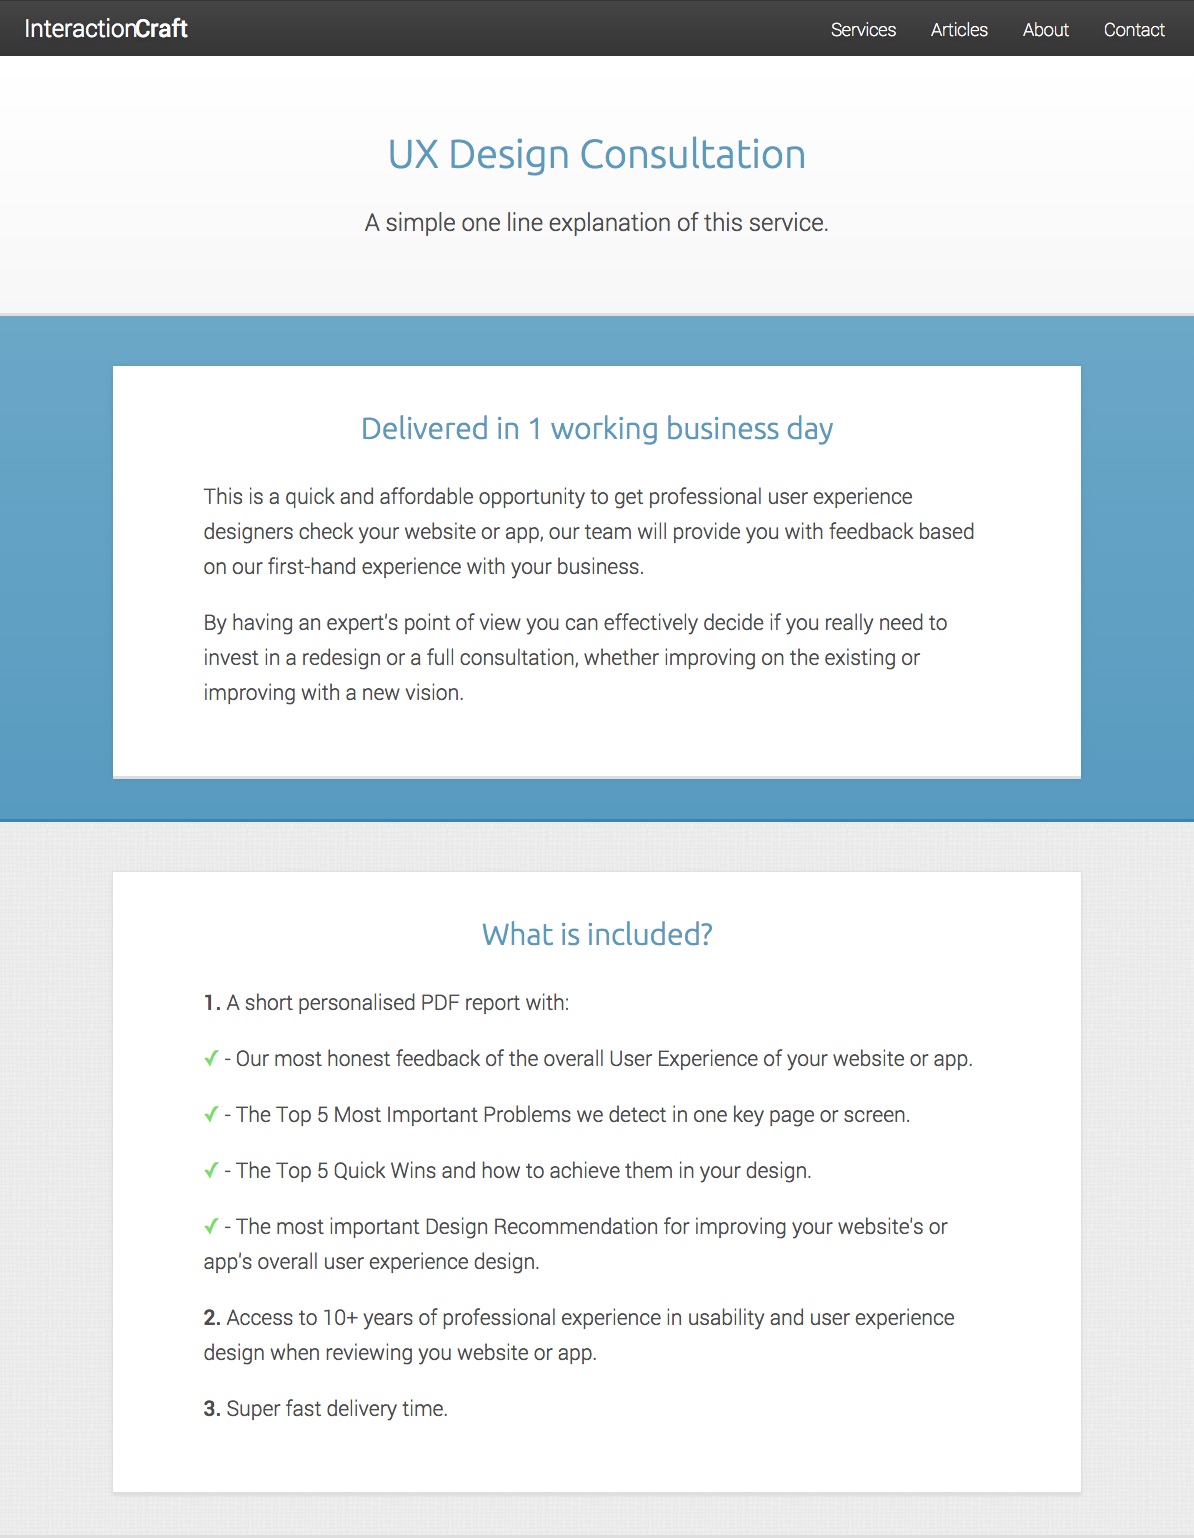 InteractionCraft
Services Articles About Contact
UX Design Consultation
A simple one line explanation of this service.
Delivered in 1 working business day
This is a quick and affordable opportunity to get professional user experience
designers check your website or app, our team will provide you with feedback based
on our first-hand experience with your business.
By having an expert's point of view you can effectively decide if you really need to
invest in a redesign or a full consultation, whether improving on the existing or
improving with a new vision.
What is included?
1. A short personalised PDF report with:
✓ - Our most honest feedback of the overall User Experience of your website or app.
✓ - The Top 5 Most Important Problems we detect in one key page or screen.
✓ - The Top 5 Quick Wins and how to achieve them in your design.
✓ - The most important Design Recommendation for improving your website's or
app's overall user experience design.
2. Access to 10+ years of professional experience in usability and user experience
design when reviewing you website or app.
3. Super fast delivery time.